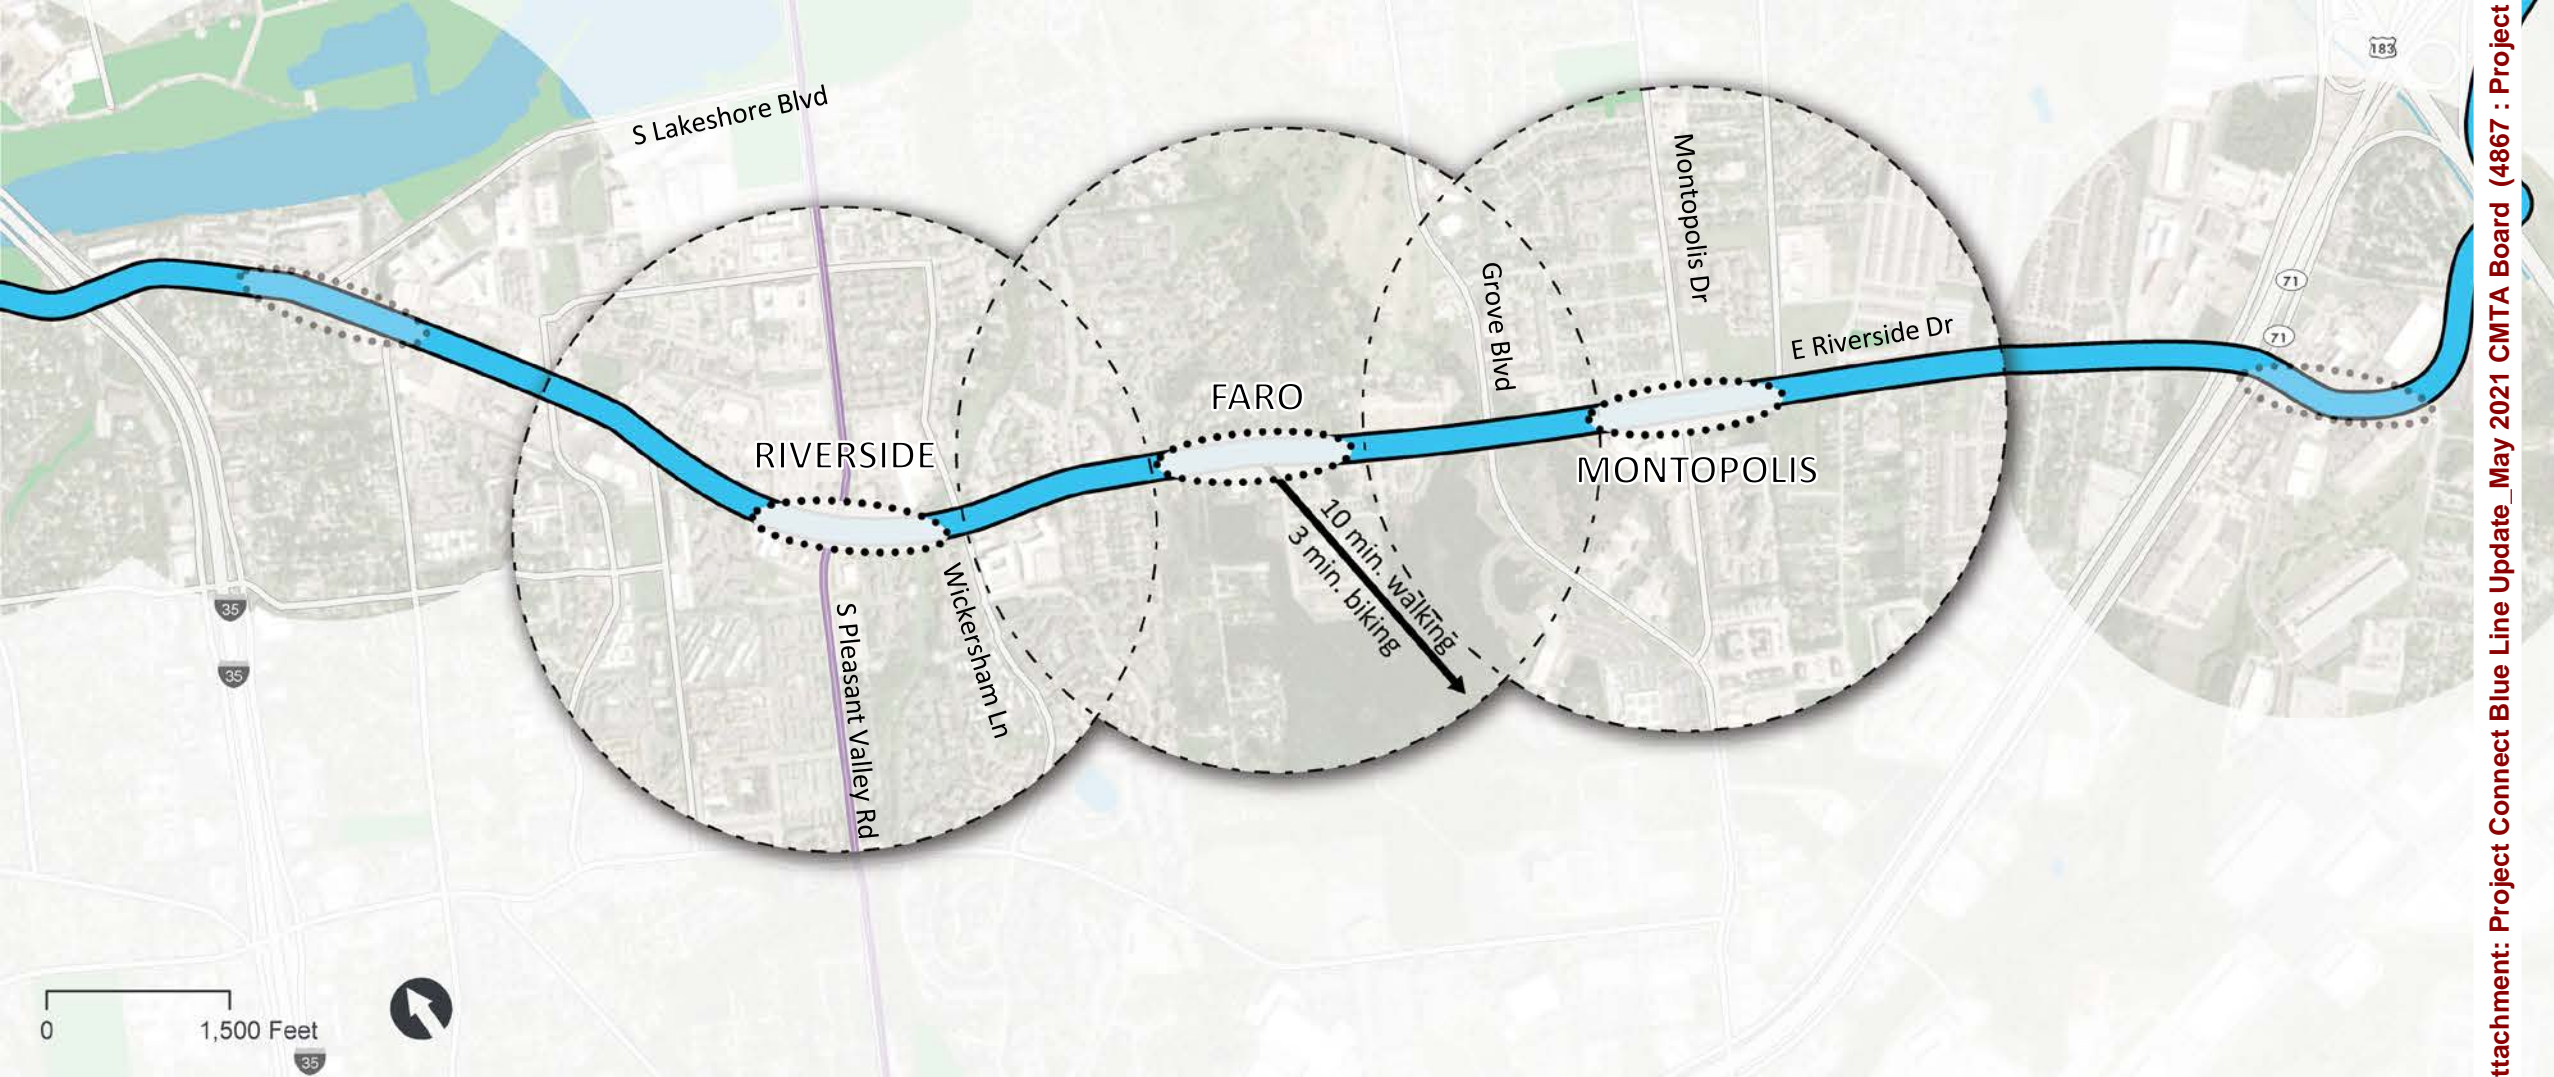 183
S Lakeshore Blvd
Montopolis Dr
Grove Blvd
71
71
E Riverside Dr
FARO
RIVERSIDE
MONTOPOLIS
10 min. walking
3 min. biking
Wickersham Ln
S Pleasant Valley Rd
35
35
0
1,500 Feet
35
ttachment: Project Connect Blue Line Update_May 2021 CMTA Board (4867 : Project